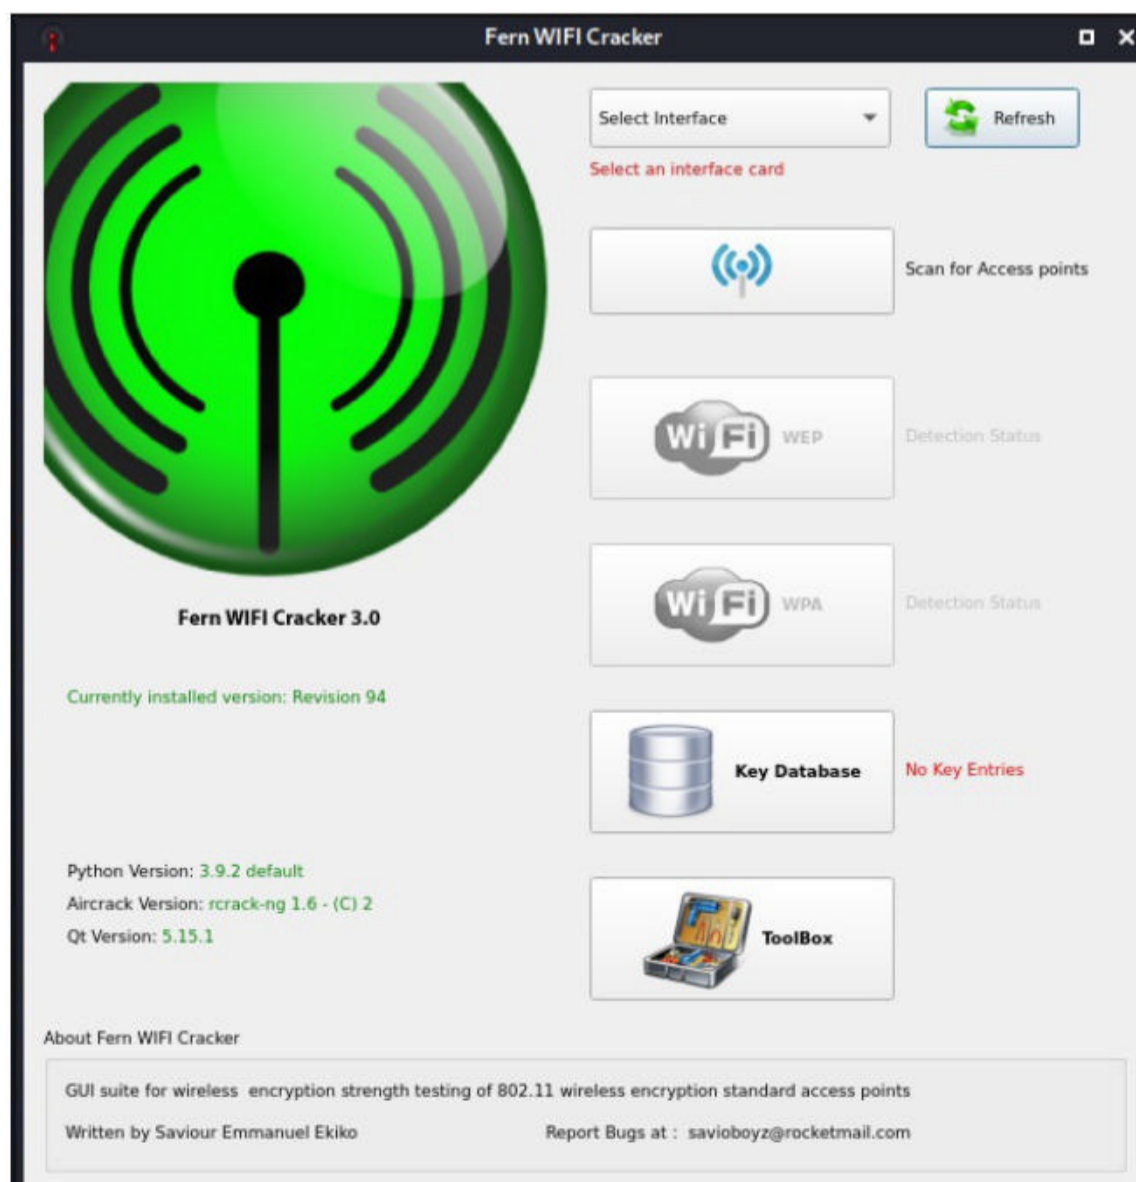 Fern WIFI Cracker
Select Interface
Refresh
Select an interface card
Scan for Access points
WiFi WEP
Detection Status
WiFi WPA
Detection Status
Fern WIFI Cracker 3.0
Currently installed version: Revision 94
Key Database
No Key Entries
Python Version: 3.9.2 default
Aircrack Version: rcrack-ng 1.6 - (C) 2
Qt Version: 5.15.1
ToolBox
About Fern WIFI Cracker
GUI suite for wireless encryption strength testing of 802.11 wireless encryption standard access points
Written by Saviour Emmanuel Ekiko
Report Bugs at : savioboyz@rocketmail.com